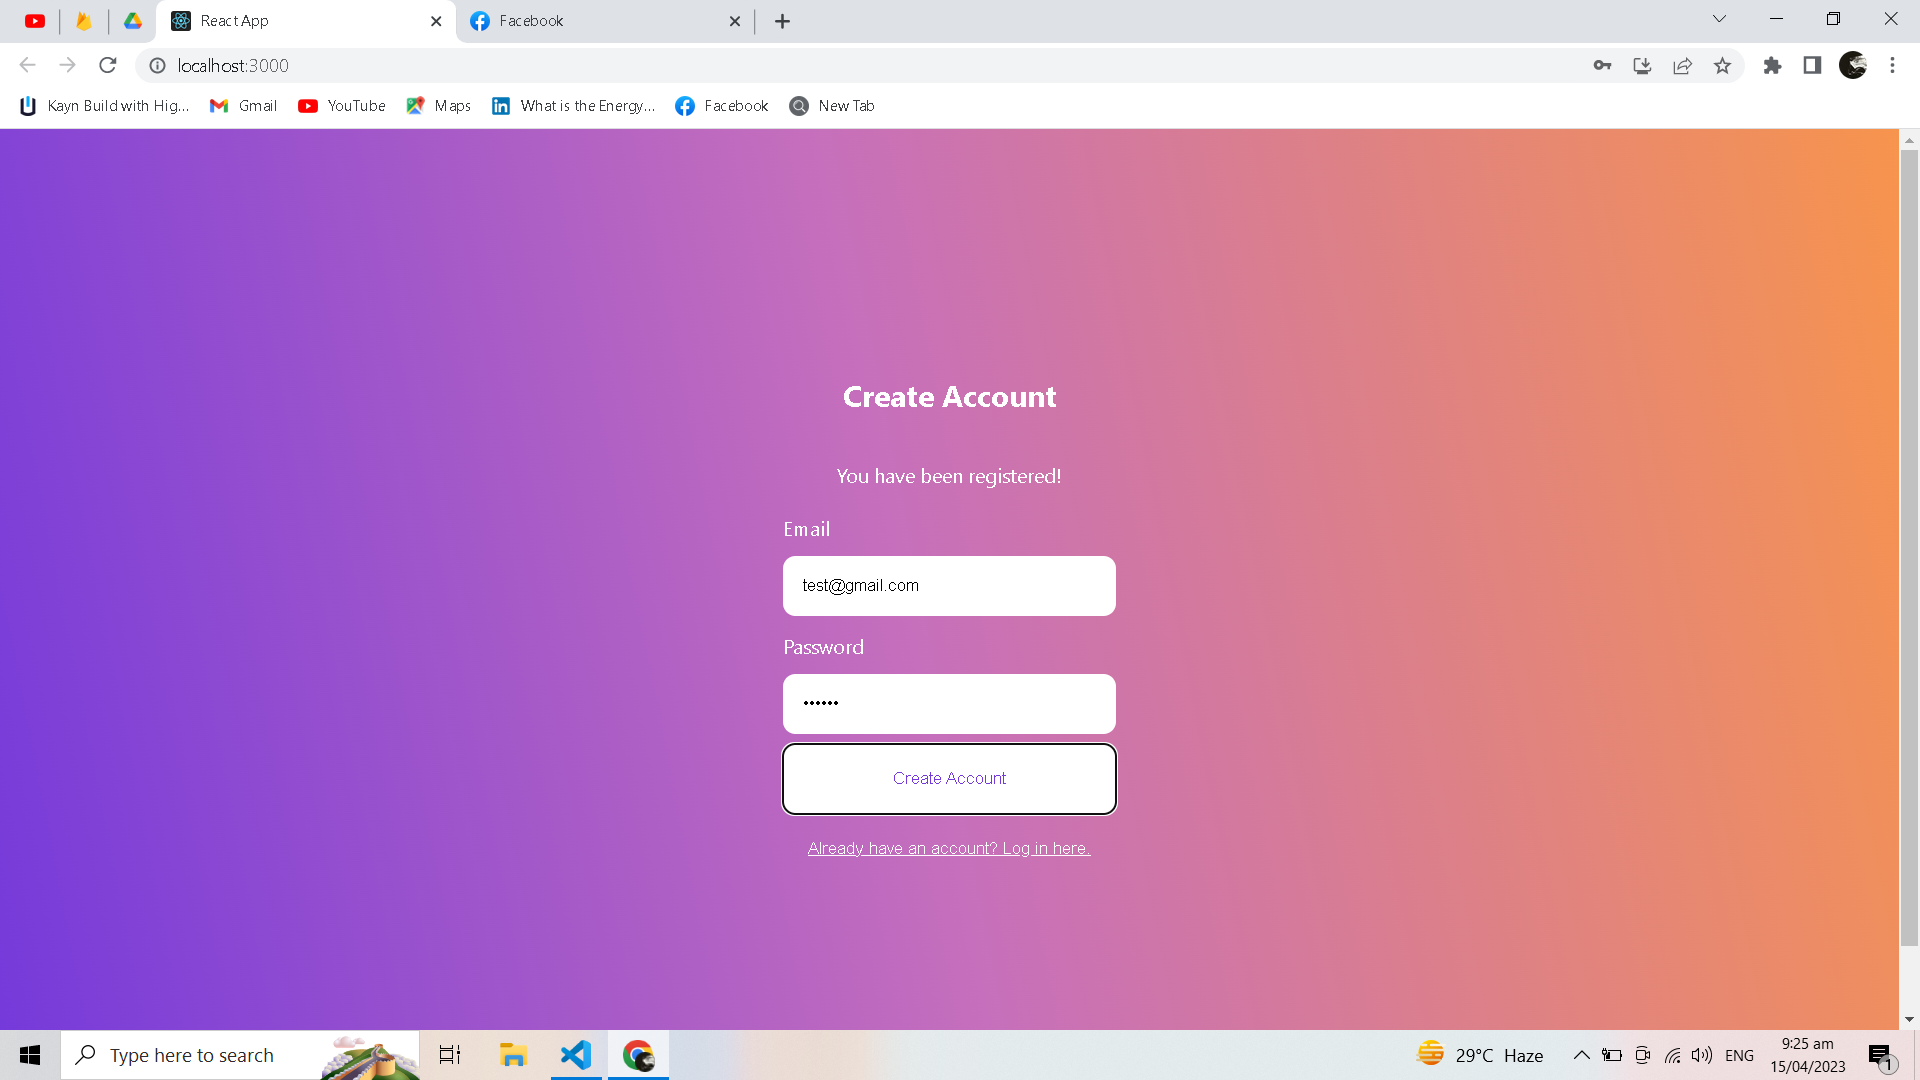 React App
Facebook
localhost:3000
Kayn Build with Hig...
Gmail
YouTube
Maps
What is the Energy...
Facebook
New Tab
Create Account
You have been registered!
Email
test@gmail.com
Password
Create Account
Already have an account? Log in here.
Type here to search
29°C Haze
ENG
9:25 am
15/04/2023
1